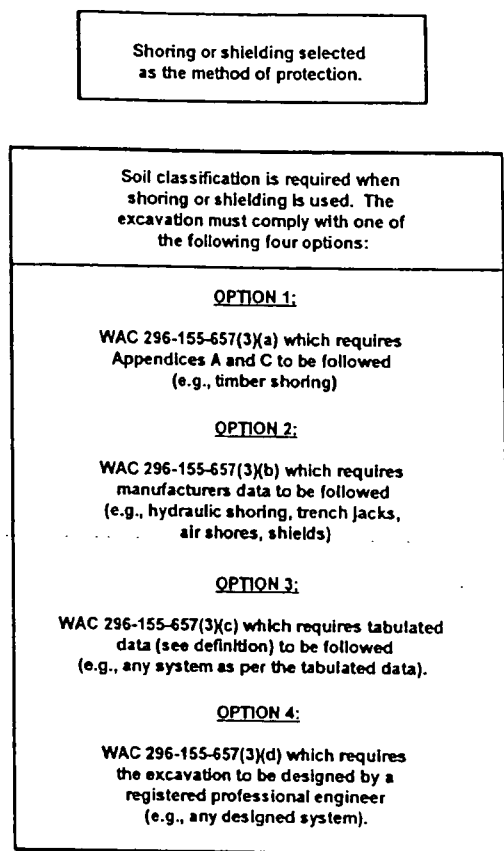 Shoring or shielding selected
as the method of protection.
Soil classification is required when
shoring or shielding is used. The
excavation must comply with one of
the following four options:
OPTION 1:
WAC 296-155-657(3)(a) which requires
Appendices A and C to be followed
(e.g., timber shoring)
OPTION 2:
WAC 296-155-657(3)(b) which requires
manufacturers data to be followed
(e.g., hydraulic shoring, trench jacks,
air shores, shields)
OPTION 3:
WAC 296-155-657(3)(c) which requires tabulated
data (see definition) to be followed
(e.g., any system as per the tabulated data).
OPTION 4:
WAC 296-155-657(3)(d) which requires
the excavation to be designed by a
registered professional engineer
(e.g., any designed system).